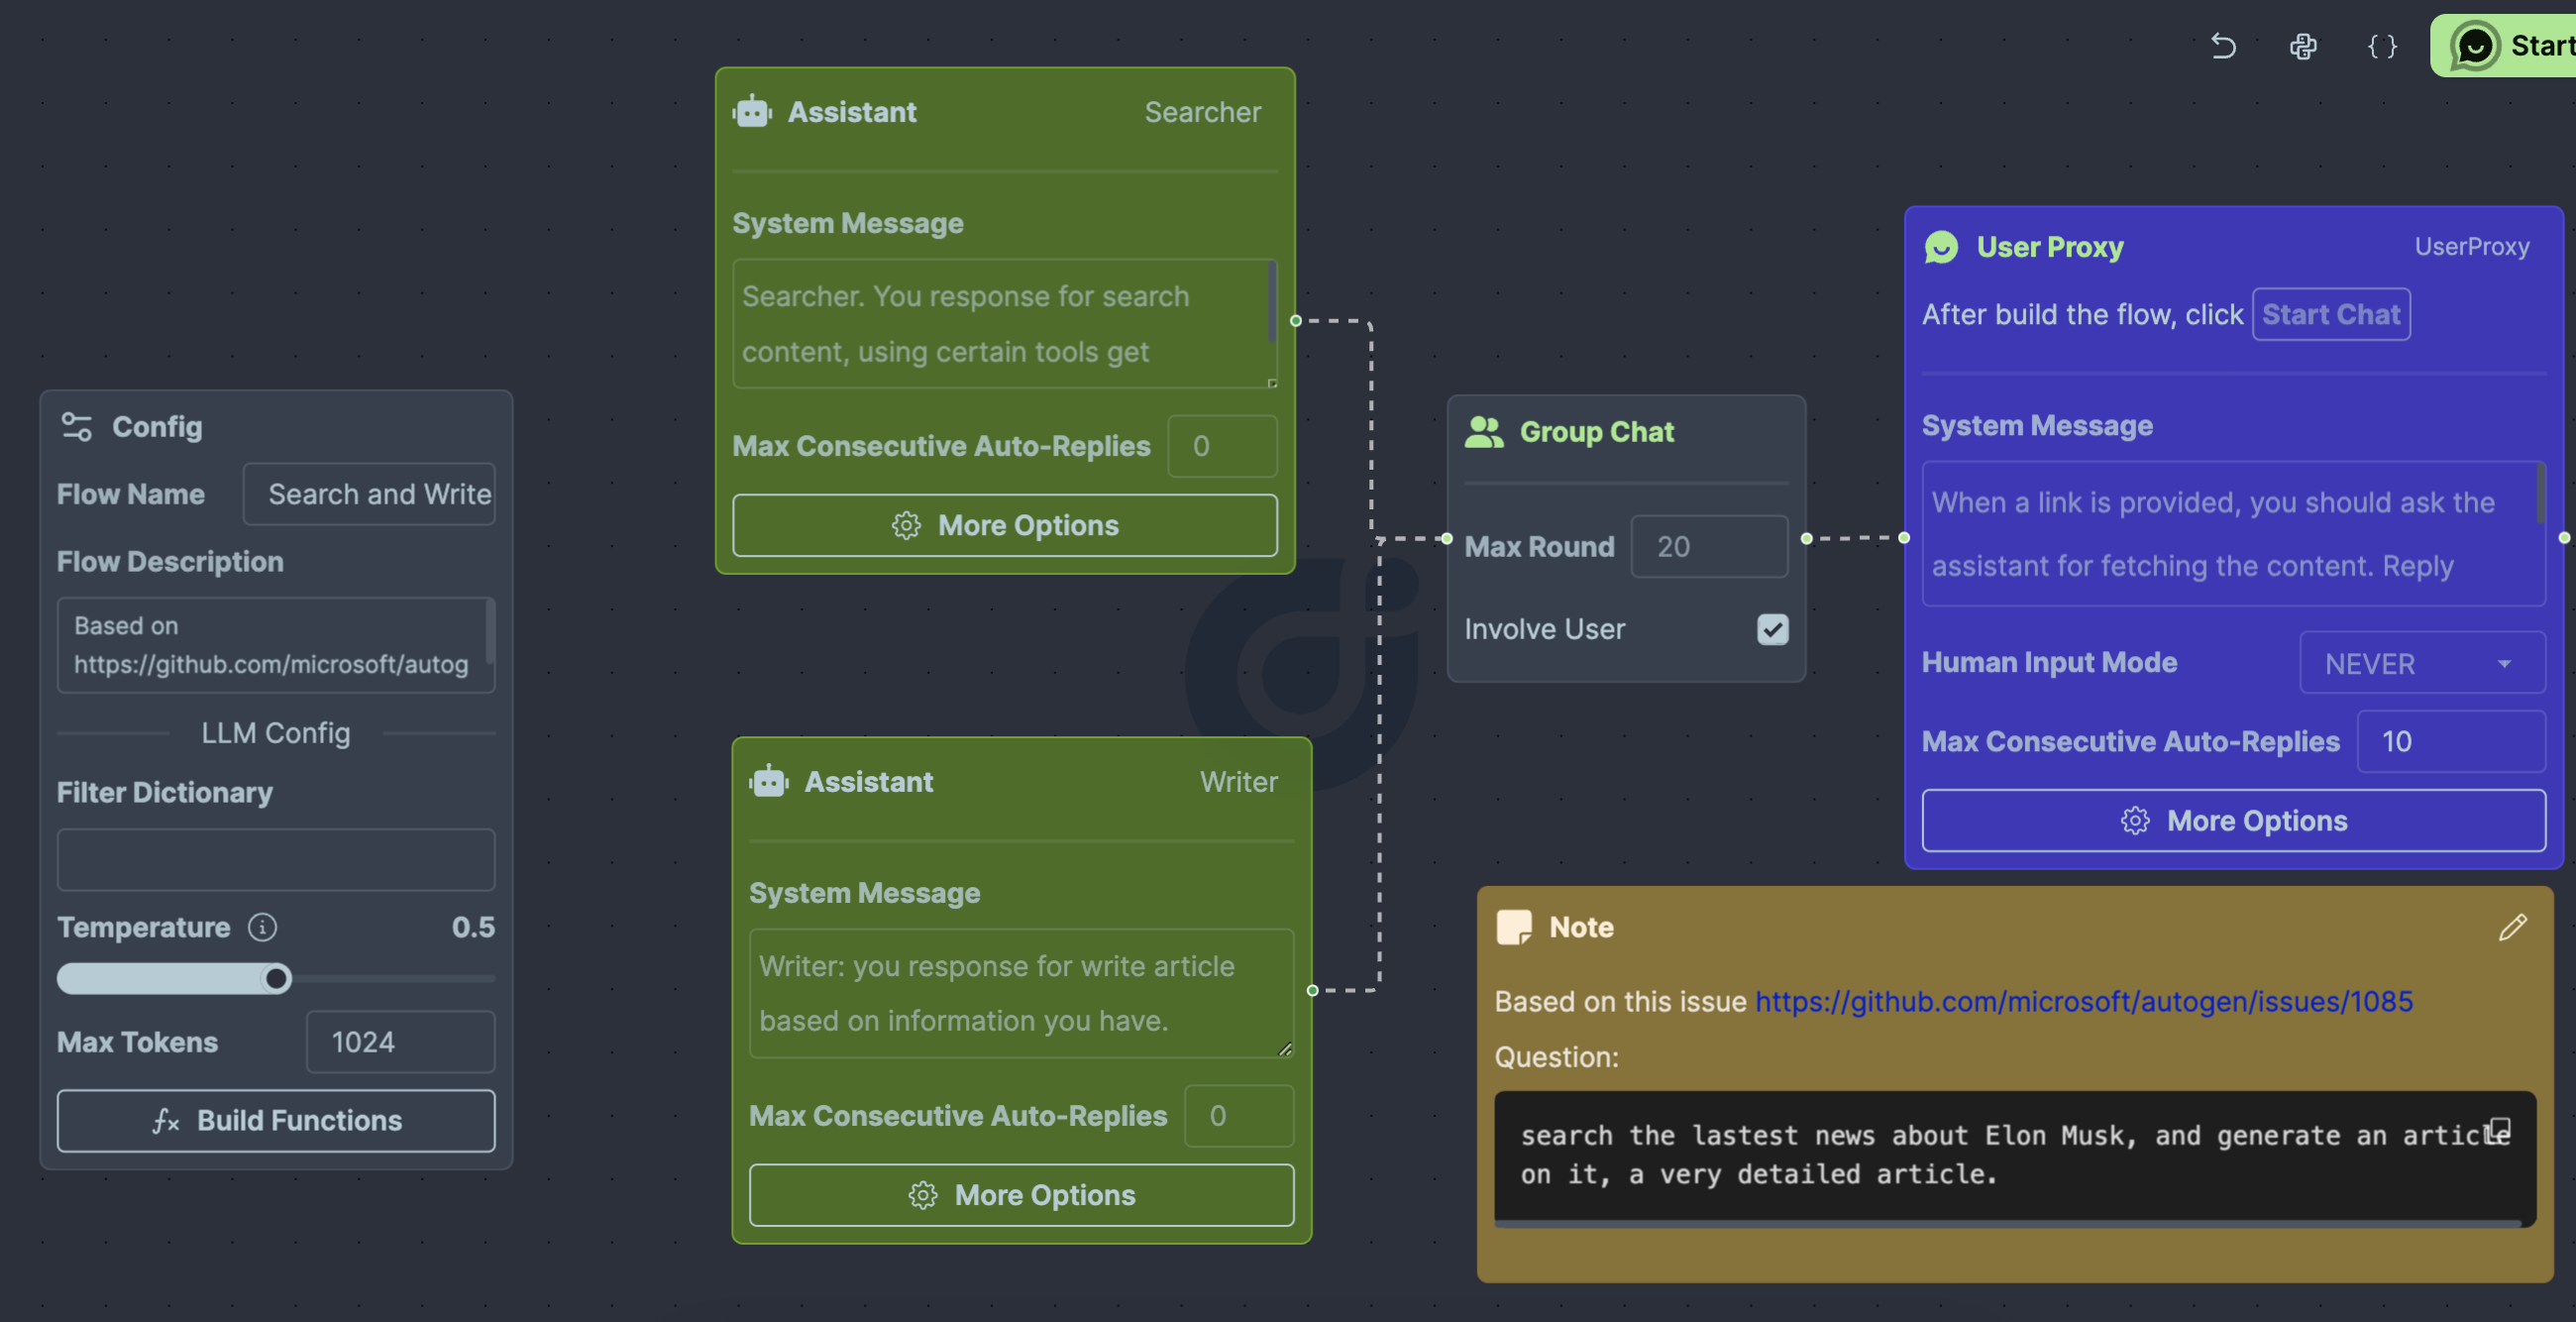 Start
Assistant
Searcher
System Message
Searcher. You response for search
content, using certain tools get
Max Consecutive Auto-Replies 0
More Options
Config
Flow Name Search and Write
Flow Description
Based on
https://github.com/microsoft/autog
LLM Config
Filter Dictionary
Temperature 0.5
Max Tokens 1024
Build Functions
Assistant
Writer
System Message
Writer: you response for write article
based on information you have.
Max Consecutive Auto-Replies 0
More Options
Group Chat
Max Round 20
Involve User
User Proxy
UserProxy
After build the flow, click Start Chat
System Message
When a link is provided, you should ask the
assistant for fetching the content. Reply
Human Input Mode NEVER
Max Consecutive Auto-Replies 10
More Options
Note
Based on this issue https://github.com/microsoft/autogen/issues/1085
Question:
search the lastest news about Elon Musk, and generate an article
on it, a very detailed article.